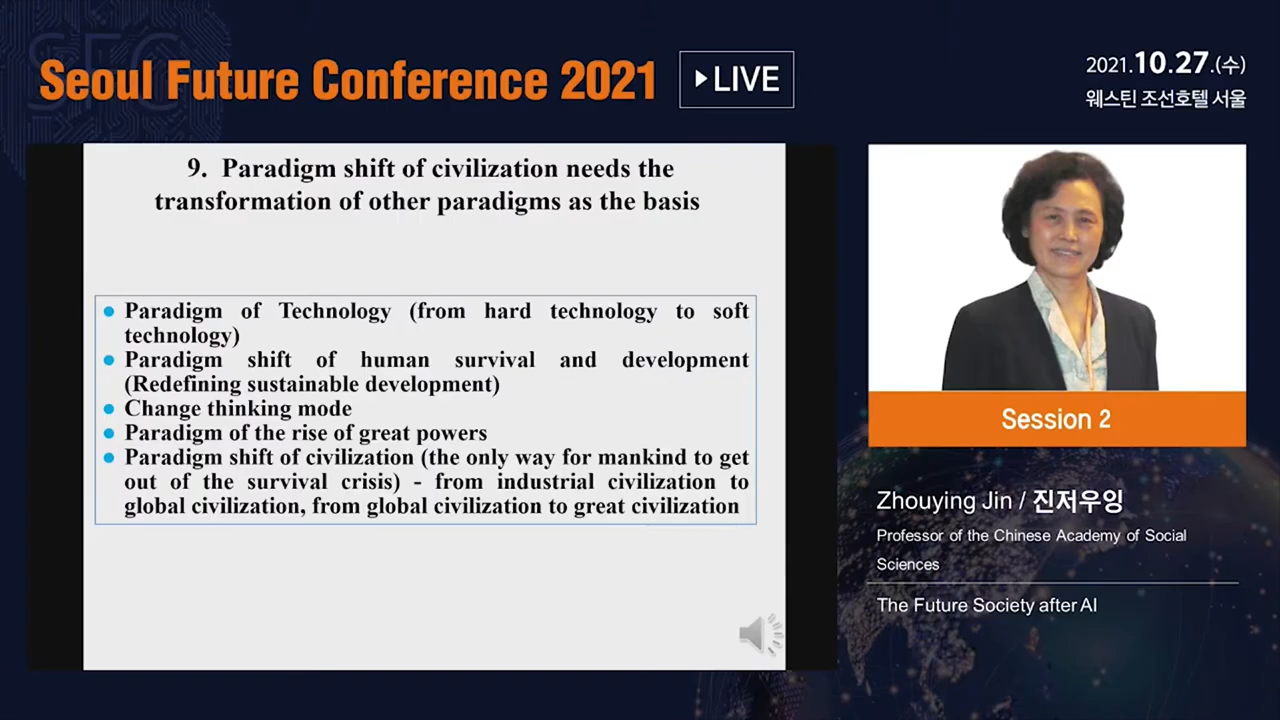 Seoul Future Conference 2021
LIVE
2021.10.27.(수)
웨스틴 조선호텔 서울
9. Paradigm shift of civilization needs the
transformation of other paradigms as the basis
Paradigm of Technology (from hard technology to soft
technology)
Paradigm shift of human survival and development
(Redefining sustainable development)
Change thinking mode
Paradigm of the rise of great powers
Paradigm shift of civilization (the only way for mankind to get
out of the survival crisis) - from industrial civilization to
global civilization, from global civilization to great civilization
Session 2
Zhouying Jin / 진저우잉
Professor of the Chinese Academy of Social
Sciences
The Future Society after AI
SFC